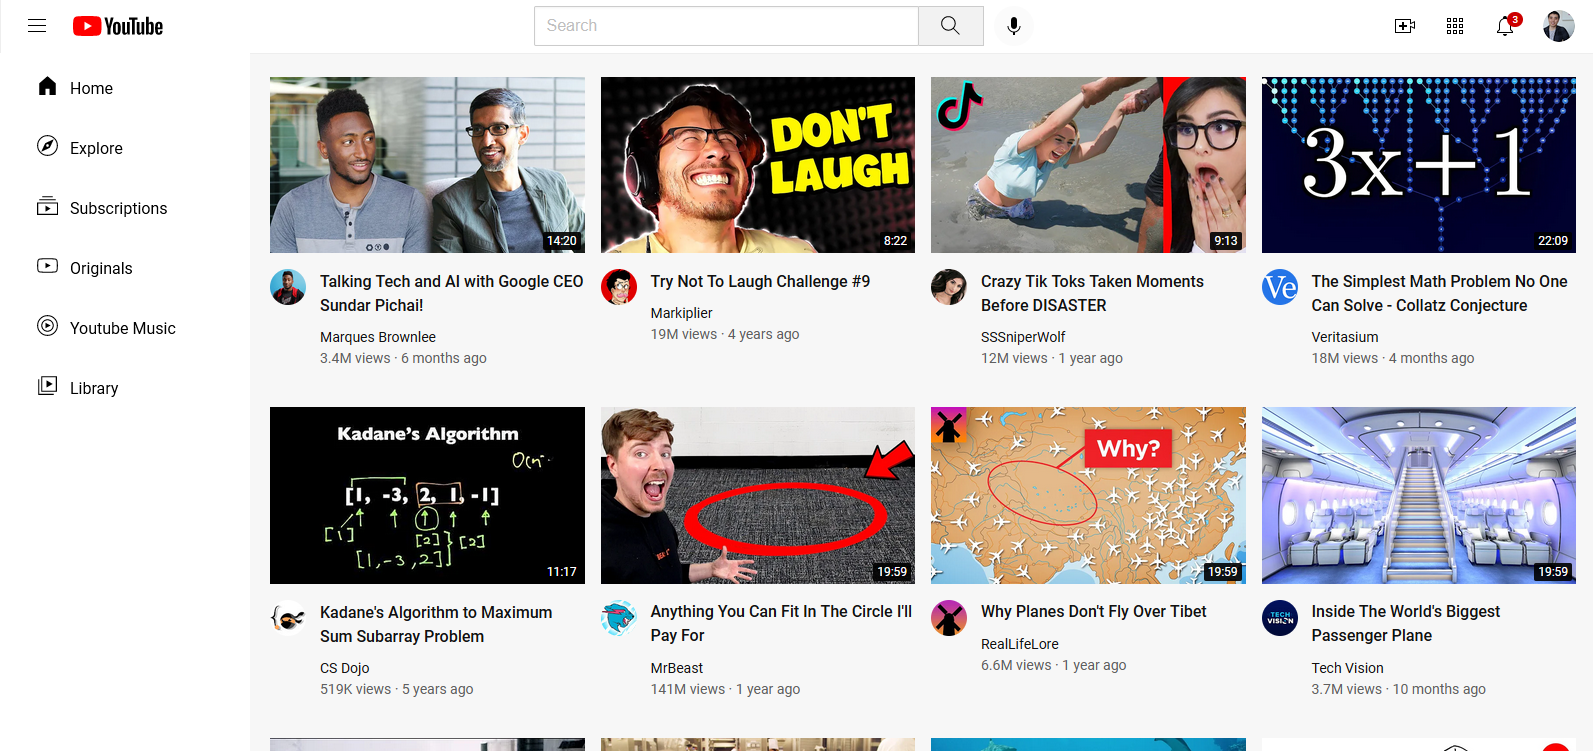 YouTube
Search
3
Home
Explore
Subscriptions
Originals
Youtube Music
Library
DON'T
LAUGH
3x+1
14:20
8:22
9:13
22:09
Talking Tech and AI with Google CEO
Sundar Pichai!
Marques Brownlee
3.4M views · 6 months ago
Try Not To Laugh Challenge #9
Markiplier
19M views · 4 years ago
Crazy Tik Toks Taken Moments
Before DISASTER
SSSniperWolf
12M views · 1 year ago
Ve
The Simplest Math Problem No One
Can Solve - Collatz Conjecture
Veritasium
18M views · 4 months ago
Kadane's Algorithm
[1, -3, 2, 1, -1]
[1]
[2]
[2]
[1, -3, 2]
11:17
19:59
Why?
19:59
19:59
Kadane's Algorithm to Maximum
Sum Subarray Problem
CS Dojo
519K views · 5 years ago
Anything You Can Fit In The Circle I'll
Pay For
MrBeast
141M views · 1 year ago
Why Planes Don't Fly Over Tibet
RealLifeLore
6.6M views · 1 year ago
TECH
VISION
Inside The World's Biggest
Passenger Plane
Tech Vision
3.7M views · 10 months ago